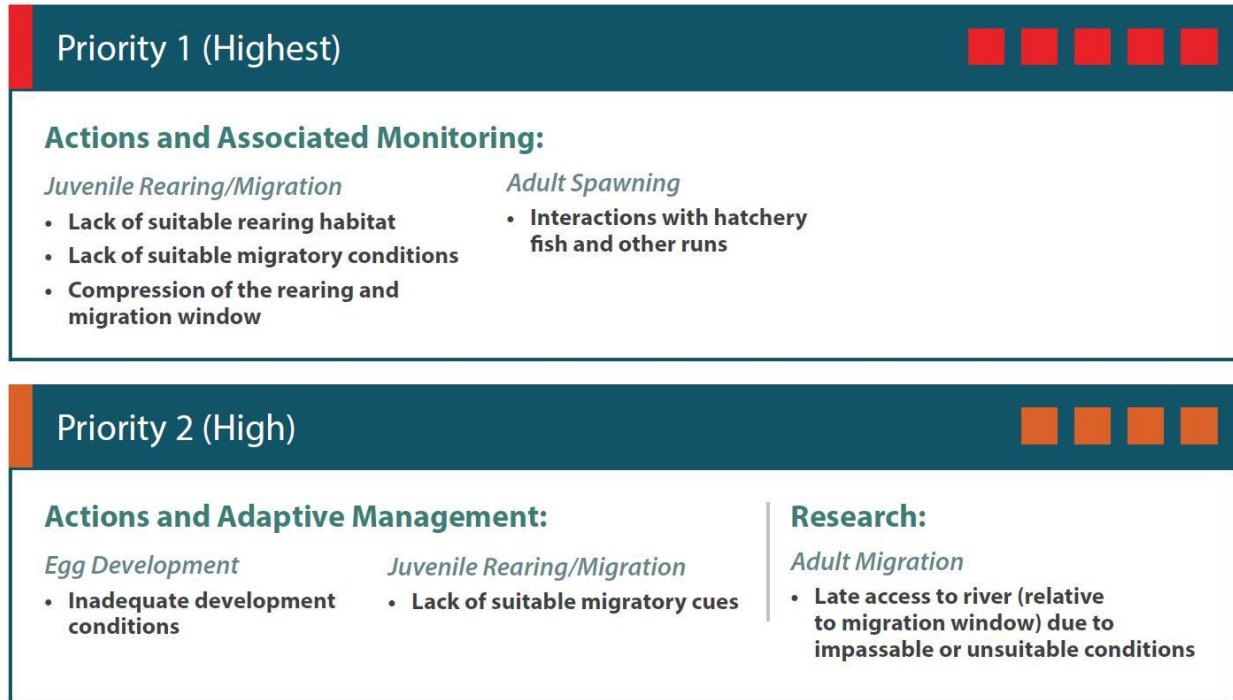 Priority 1 (Highest)
Actions and Associated Monitoring:
Juvenile Rearing/Migration
• Lack of suitable rearing habitat
• Lack of suitable migratory conditions
• Compression of the rearing and
migration window
Adult Spawning
• Interactions with hatchery
fish and other runs
Priority 2 (High)
Actions and Adaptive Management:
Egg Development
• Inadequate development
conditions
Juvenile Rearing/Migration
• Lack of suitable migratory cues
Research:
Adult Migration
• Late access to river (relative
to migration window) due to
impassable or unsuitable conditions